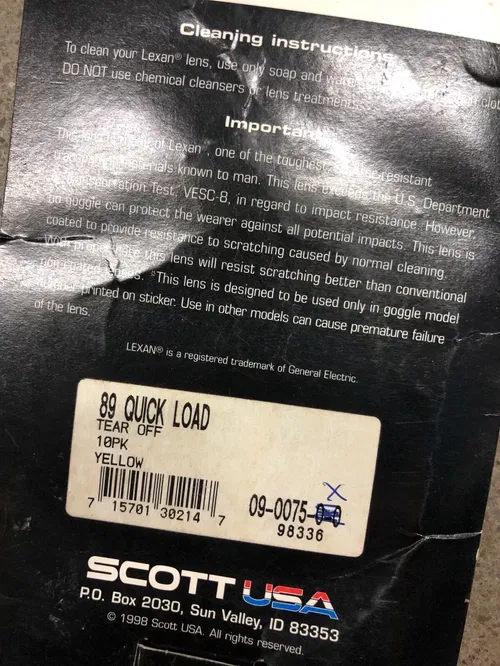 Cleaning instructions
To clean your Lexan® lens, use only soap and
DO NOT use chemical cleansers or lens treatment
Important
of Lexan®, one of the toughest resistant
materials known to man. This lens exceeds the U.S. Department
Transportation Test, VESC-8, in regard to impact resistance. However,
no goggle can protect the wearer against all potential impacts. This lens is
coated to provide resistance to scratching caused by normal cleaning.
this lens will resist scratching better than conventional
This lens is designed to be used only in goggle model
printed on sticker. Use in other models can cause premature failure
of the lens.
LEXAN® is a registered trademark of General Electric.
89 QUICK LOAD
TEAR OFF
10PK
YELLOW
7 15701 30214 7
09-0075-
X
98336
SCOTT USA
P.O. Box 2030, Sun Valley, ID 83353
© 1998 Scott USA. All rights reserved.